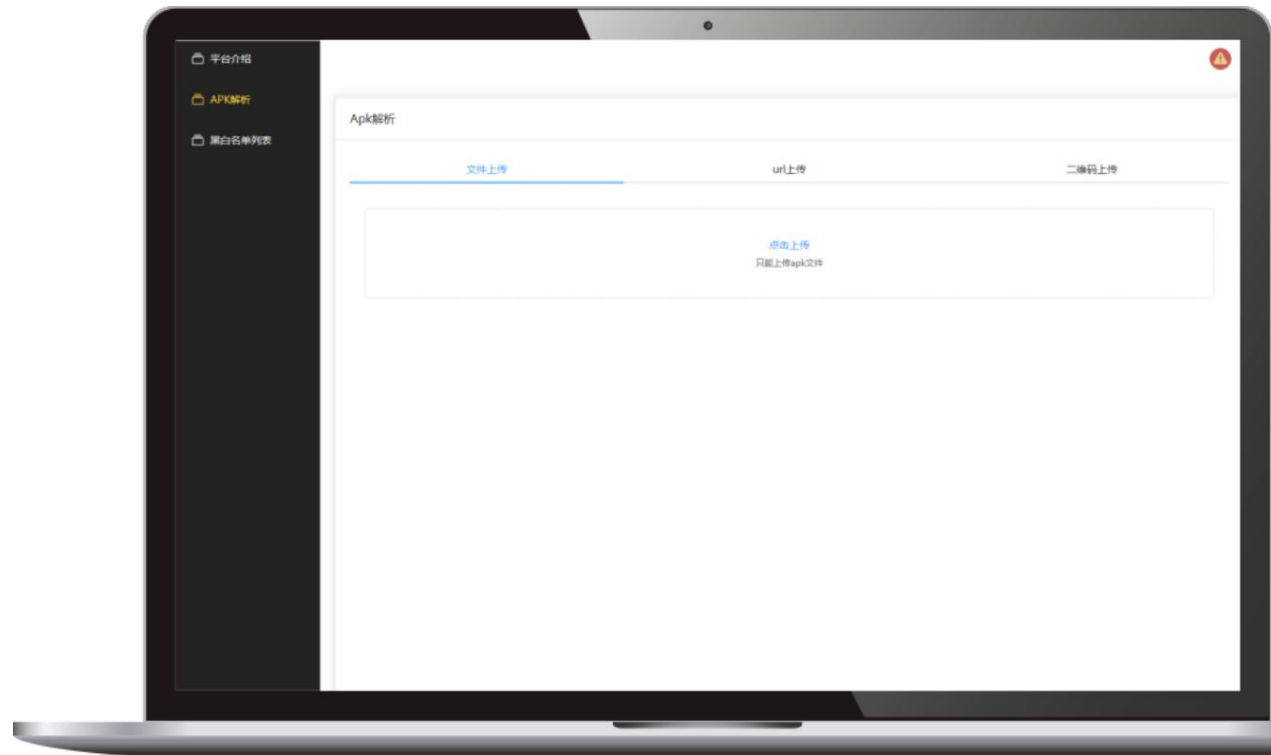 平台介绍
APK解析
黑白名单列表
Apk解析
文件上传
url上传
二维码上传
点击上传
只能上传apk文件